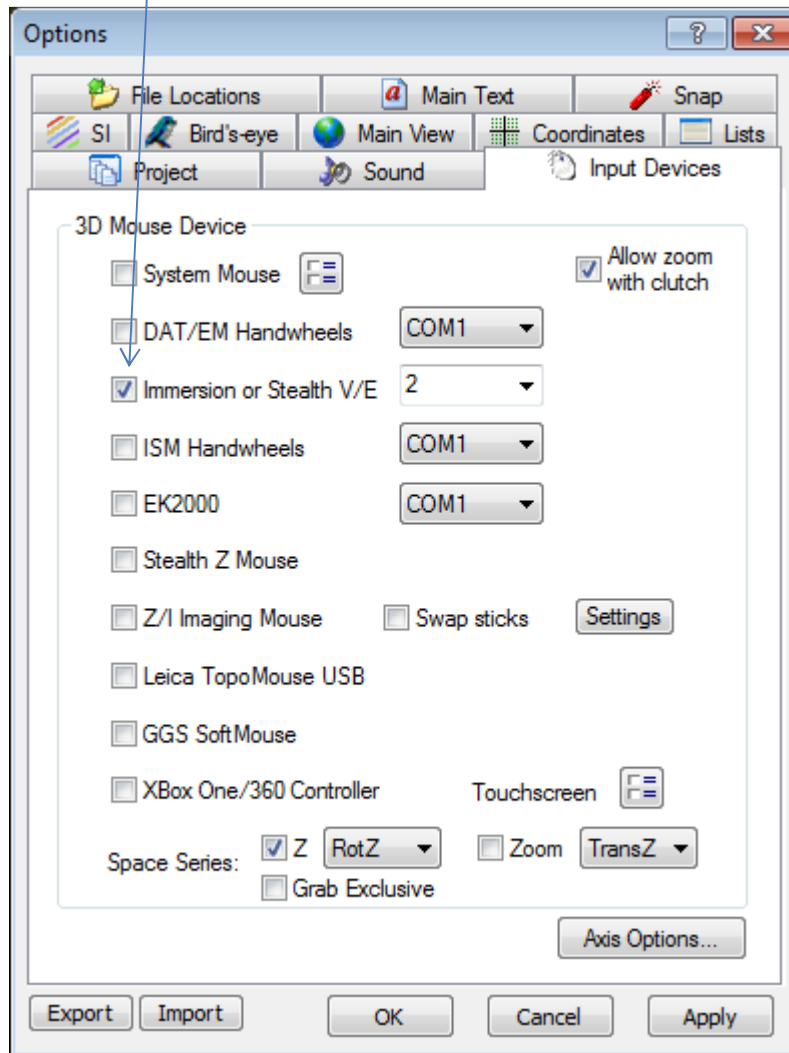 Options
File Locations Main Text Snap
SI Bird's-eye Main View Coordinates Lists
Project Sound Input Devices
3D Mouse Device
System Mouse Allow zoom
with clutch
DAT/EM Handwheels COM1
Immersion or Stealth V/E 2
ISM Handwheels COM1
EK2000 COM1
Stealth Z Mouse
Z/I Imaging Mouse Swap sticks Settings
Leica TopoMouse USB
GGS SoftMouse
XBox One/360 Controller Touchscreen
Space Series: Z RotZ Zoom TransZ
Grab Exclusive
Axis Options...
Export Import OK Cancel Apply